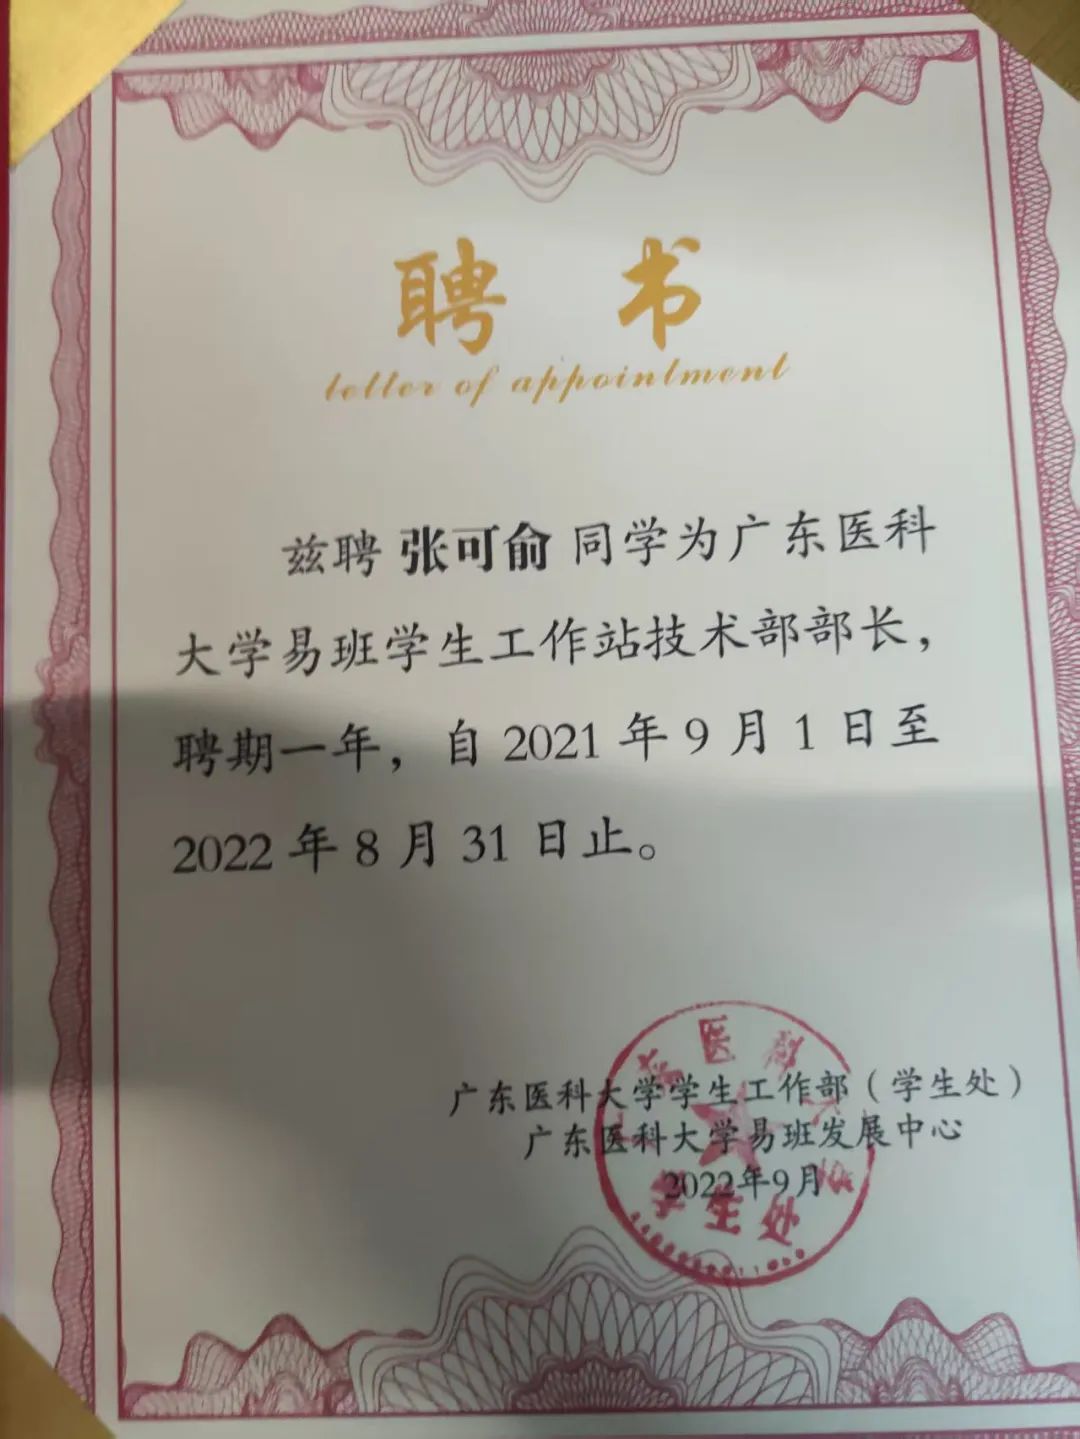 聘书
letter of appointment
兹聘 张可俞 同学为广东医科
大学易班学生工作站技术部部长，
聘期一年，自 2021 年 9 月 1 日至
2022 年 8 月 31 日止。
广东医科大学学生工作部（学生处）
广东医科大学易班发展中心
2022年9月
学生处